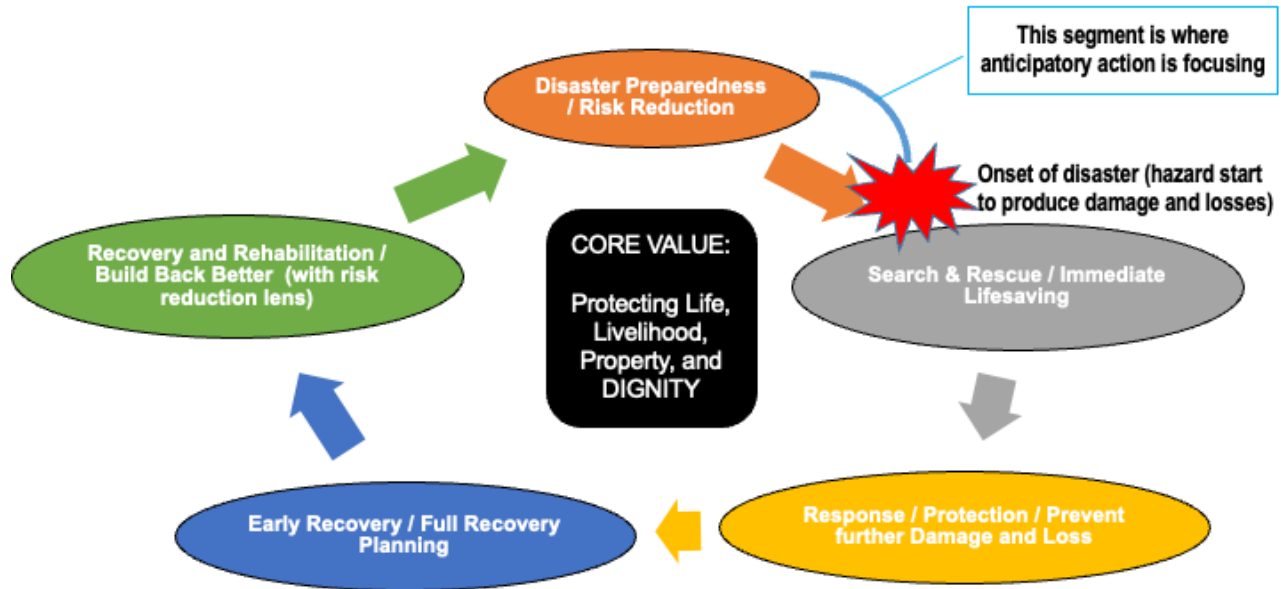 This segment is where
anticipatory action is focusing
Disaster Preparedness
/ Risk Reduction
Onset of disaster (hazard start
to produce damage and losses)
CORE VALUE:
Protecting Life,
Livelihood,
Property, and
DIGNITY
Recovery and Rehabilitation /
Build Back Better (with risk
reduction lens)
Search & Rescue / Immediate
Lifesaving
Early Recovery / Full Recovery
Planning
Response / Protection / Prevent
further Damage and Loss